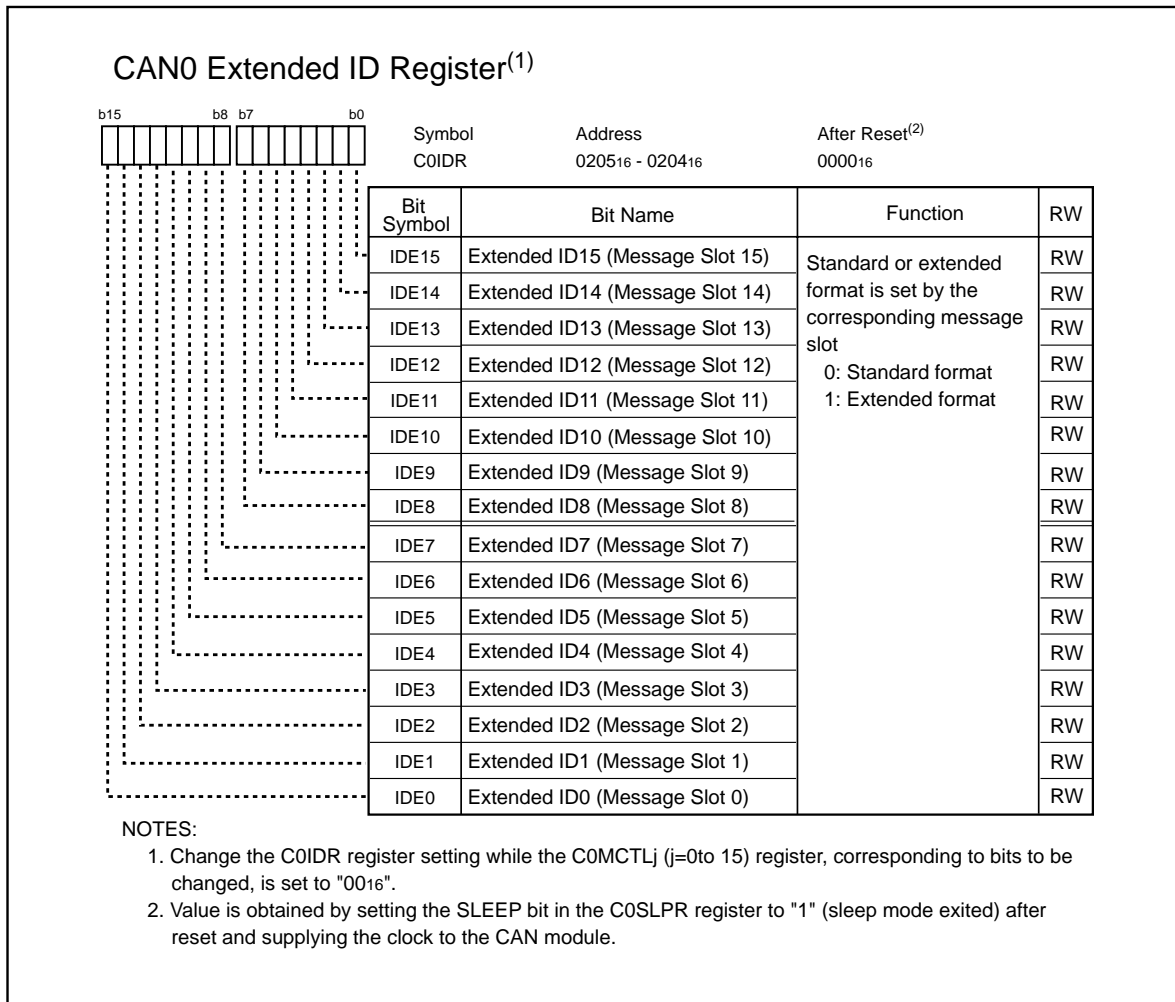 CAN0 Extended ID Register(1)
b15 b8 b7 b0
Symbol Address After Reset(2)
C0IDR 020516 - 020416 000016
Bit Symbol Bit Name Function RW
IDE15 Extended ID15 (Message Slot 15) RW
IDE14 Extended ID14 (Message Slot 14) RW
IDE13 Extended ID13 (Message Slot 13) RW
IDE12 Extended ID12 (Message Slot 12) RW
IDE11 Extended ID11 (Message Slot 11) RW
IDE10 Extended ID10 (Message Slot 10) RW
IDE9 Extended ID9 (Message Slot 9) RW
IDE8 Extended ID8 (Message Slot 8) RW
IDE7 Extended ID7 (Message Slot 7) RW
IDE6 Extended ID6 (Message Slot 6) RW
IDE5 Extended ID5 (Message Slot 5) RW
IDE4 Extended ID4 (Message Slot 4) RW
IDE3 Extended ID3 (Message Slot 3) RW
IDE2 Extended ID2 (Message Slot 2) RW
IDE1 Extended ID1 (Message Slot 1) RW
IDE0 Extended ID0 (Message Slot 0) RW
Standard or extended
format is set by the
corresponding message
slot
0: Standard format
1: Extended format
NOTES:
1. Change the C0IDR register setting while the C0MCTLj (j=0to 15) register, corresponding to bits to be
changed, is set to "0016".
2. Value is obtained by setting the SLEEP bit in the C0SLPR register to "1" (sleep mode exited) after
reset and supplying the clock to the CAN module.